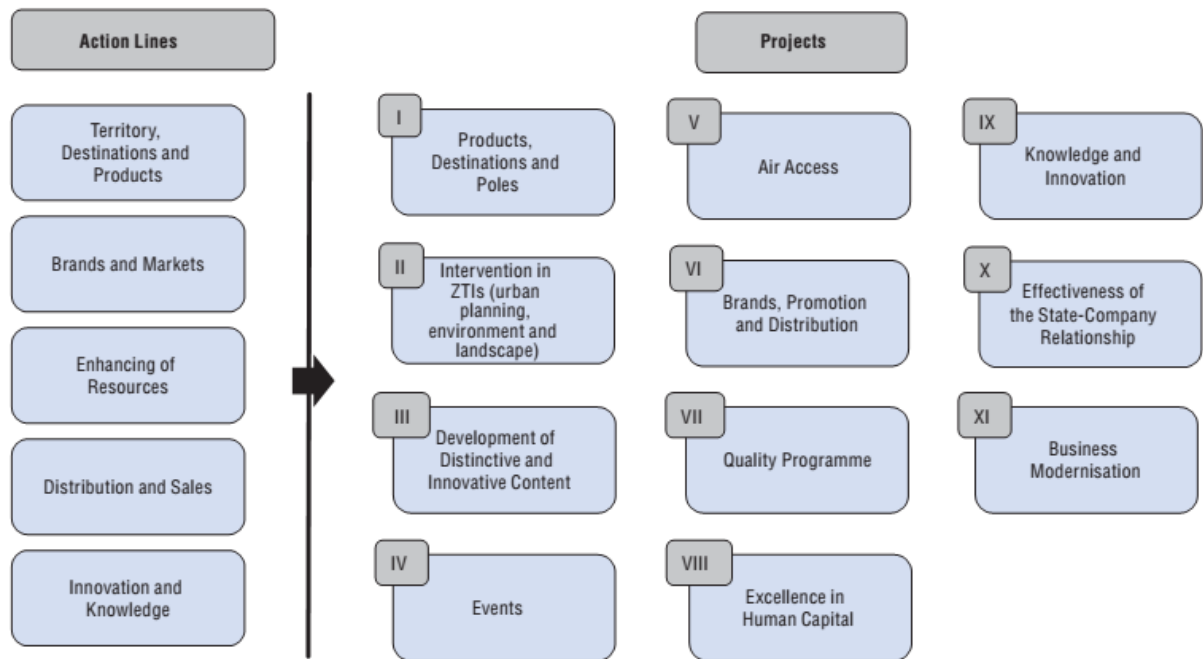 Action Lines
Territory,
Destinations and
Products
Brands and Markets
Enhancing of
Resources
Distribution and Sales
Innovation and
Knowledge
Projects
I
Products,
Destinations and
Poles
II
Intervention in
ZTIs (urban
planning,
environment and
landscape)
III
Development of
Distinctive and
Innovative Content
IV
Events
V
Air Access
VI
Brands, Promotion
and Distribution
VII
Quality Programme
VIII
Excellence in
Human Capital
IX
Knowledge and
Innovation
X
Effectiveness of
the State-Company
Relationship
XI
Business
Modernisation